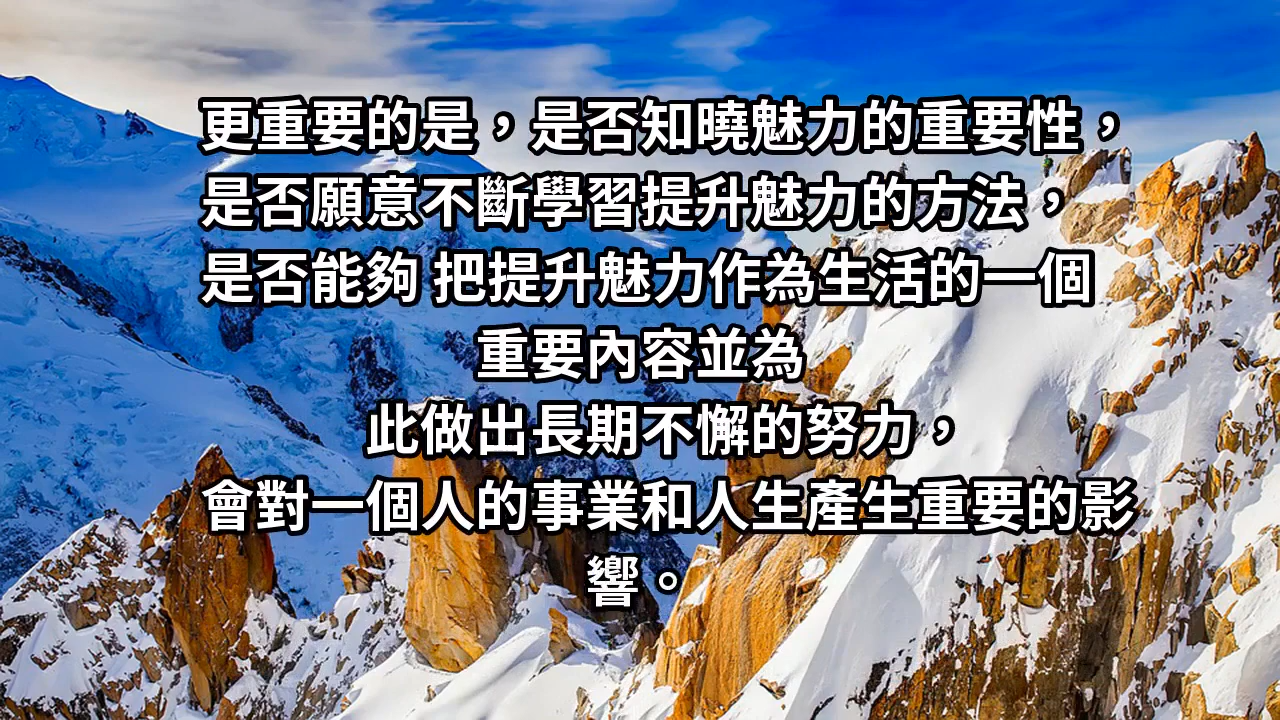 更重要的是，是否知曉魅力的重要性，
是否願意不斷學習提升魅力的方法，
是否能夠 把提升魅力作為生活的一個
重要內容並為
此做出長期不懈的努力，
會對一個人的事業和人生產生重要的影
響。